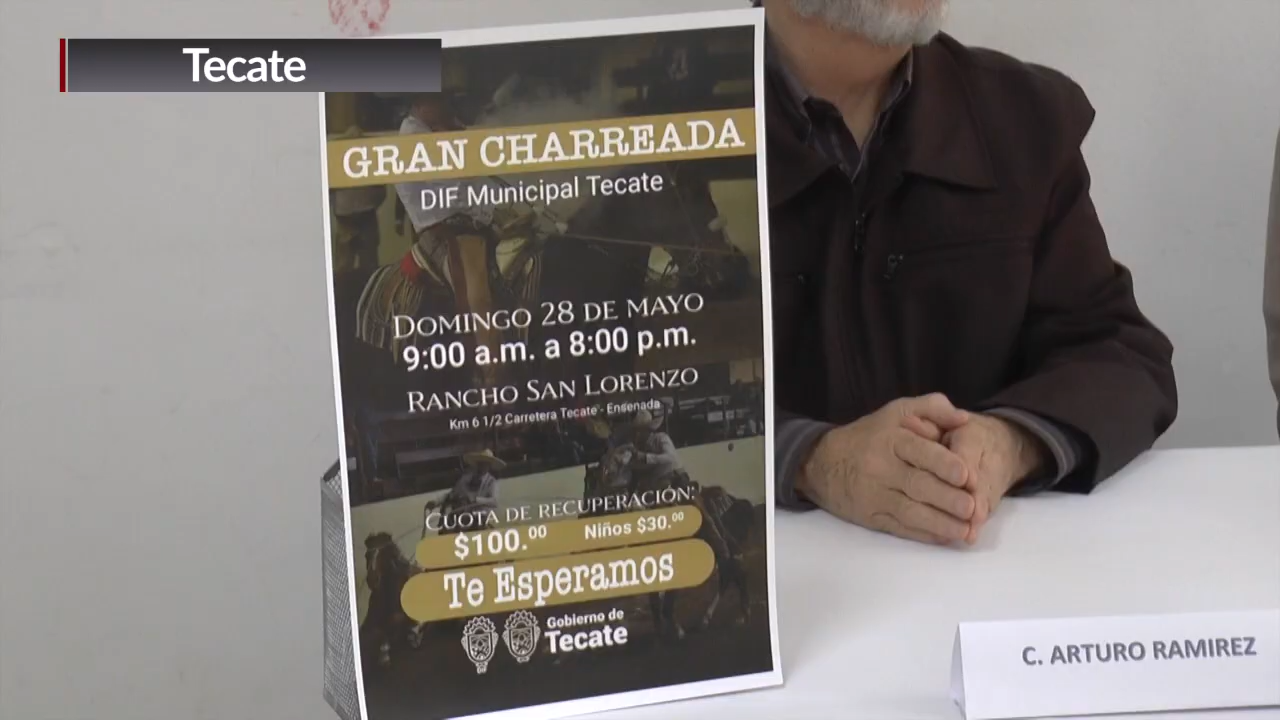 Tecate
GRAN CHARREADA
DIF Municipal Tecate
DOMINGO 28 DE MAYO
9:00 a.m. a 8:00 p.m.
RANCHO SAN LORENZO
Km 6 1/2 Carretera Tecate - Ensenada
CUOTA DE RECUPERACIÓN:
$100.00 Niños $30.00
Te Esperamos
Gobierno de
Tecate
C. ARTURO RAMIREZ